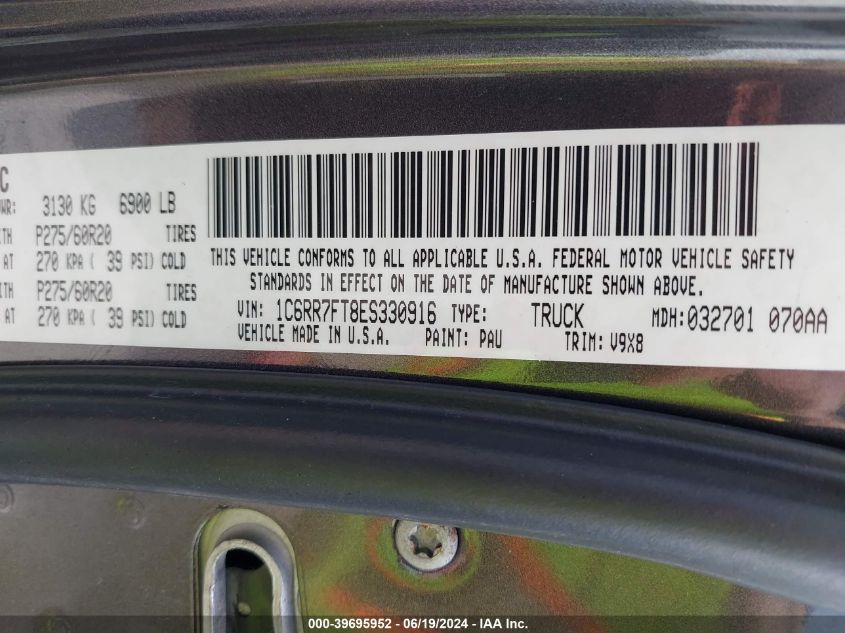 C
WR: 3130 KG 6900 LB
ITH P275/60R20 TIRES
AT 270 KPA ( 39 PSI) COLD
ITH P275/60R20 TIRES
AT 270 KPA ( 39 PSI) COLD
THIS VEHICLE CONFORMS TO ALL APPLICABLE U.S.A. FEDERAL MOTOR VEHICLE SAFETY
STANDARDS IN EFFECT ON THE DATE OF MANUFACTURE SHOWN ABOVE.
VIN: 1C6RR7FT8ES330916 TYPE: TRUCK MDH:032701 070AA
VEHICLE MADE IN U.S.A. PAINT: PAU TRIM: V9X8
000-39695952 - 06/19/2024 - IAA Inc.